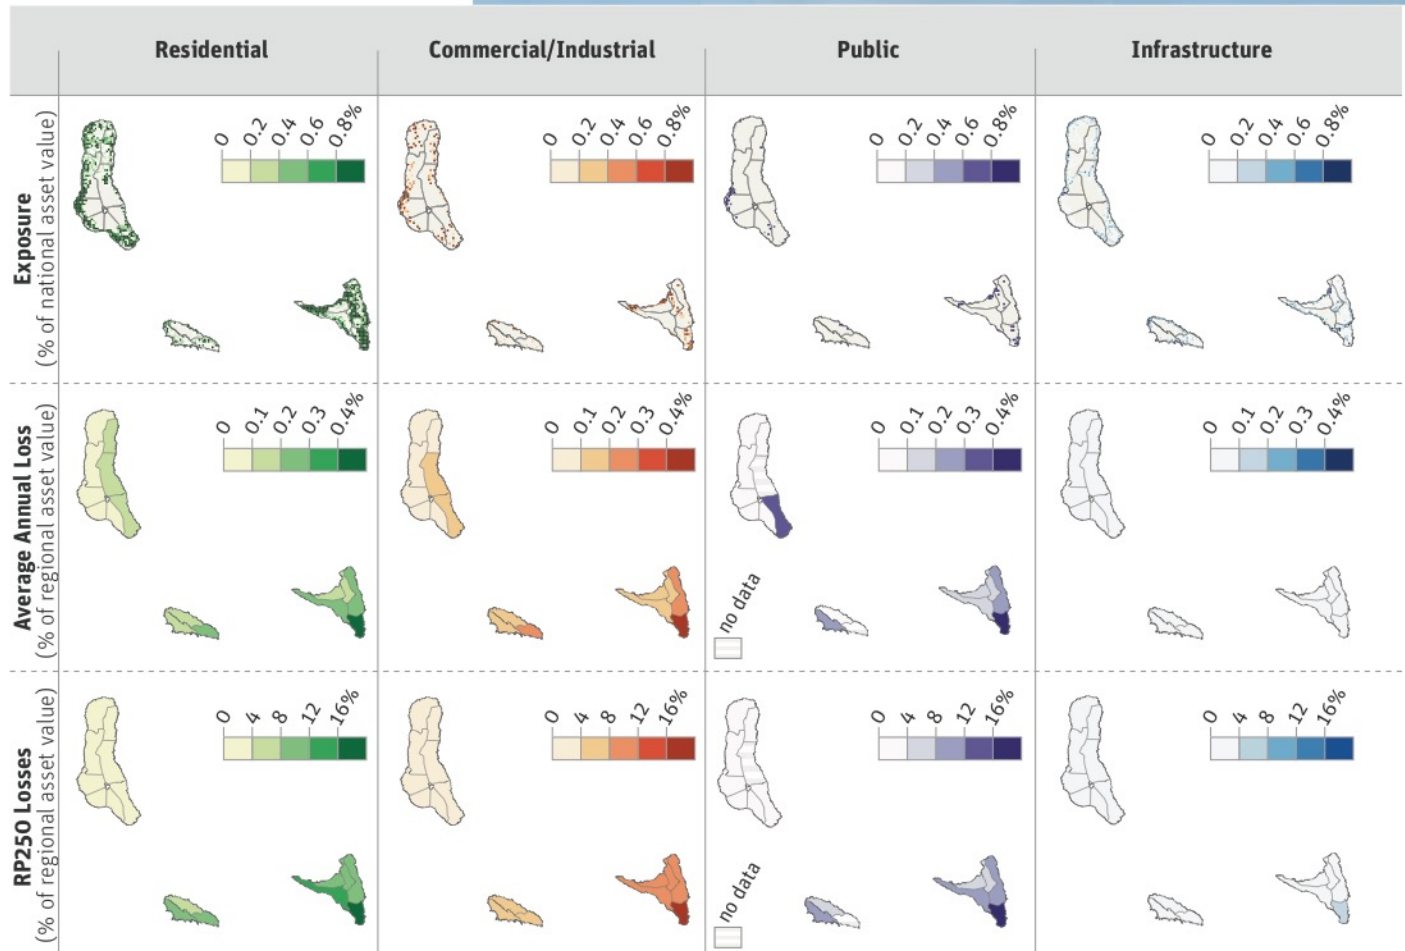 Residential Commercial/Industrial Public Infrastructure
Exposure
(% of national asset value)
0 0.2 0.4 0.6 0.8%
0 0.2 0.4 0.6 0.8%
0 0.2 0.4 0.6 0.8%
0 0.2 0.4 0.6 0.8%
Average Annual Loss
(% of regional asset value)
0 0.1 0.2 0.3 0.4%
0 0.1 0.2 0.3 0.4%
no data
0 0.1 0.2 0.3 0.4%
0 0.1 0.2 0.3 0.4%
RP250 Losses
(% of regional asset value)
0 4 8 12 16%
0 4 8 12 16%
no data
0 4 8 12 16%
0 4 8 12 16%